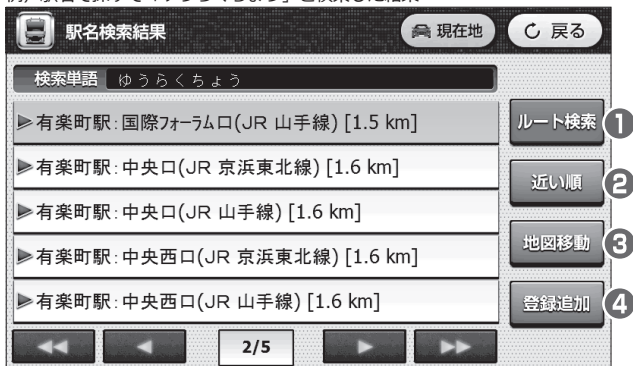 駅名検索結果
現在地
戻る
検索単語 ゆうらくちょう
有楽町駅:国際フォーラム口(JR 山手線) [1.5 km]
有楽町駅:中央口(JR 京浜東北線) [1.6 km]
有楽町駅:中央口(JR 山手線) [1.6 km]
有楽町駅:中央西口(JR 京浜東北線) [1.6 km]
有楽町駅:中央西口(JR 山手線) [1.6 km]
ルート検索 ❶
近い順 ❷
地図移動 ❸
登録追加 ❹
2/5